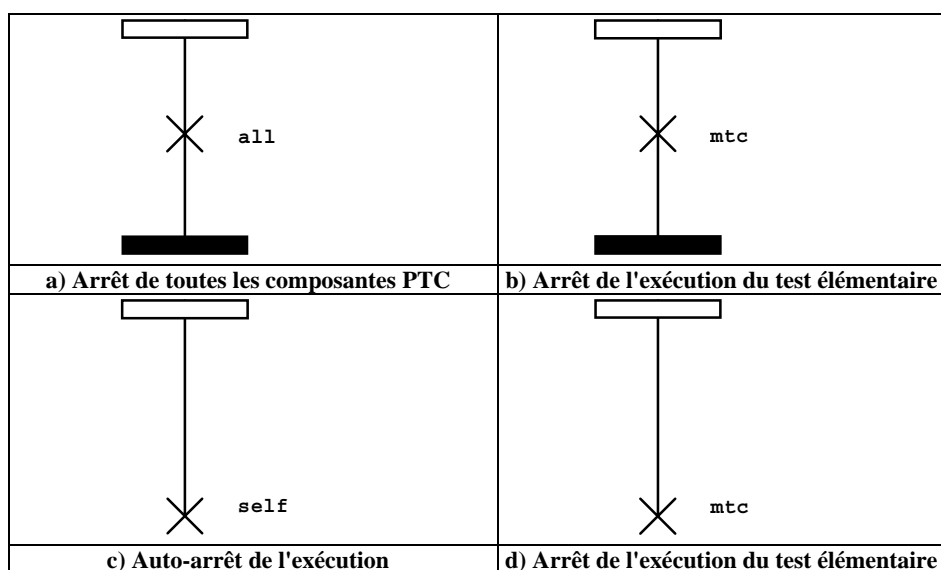 all
mtc
a) Arrêt de toutes les composantes PTC
b) Arrêt de l'exécution du test élémentaire
self
mtc
c) Auto-arrêt de l'exécution
d) Arrêt de l'exécution du test élémentaire